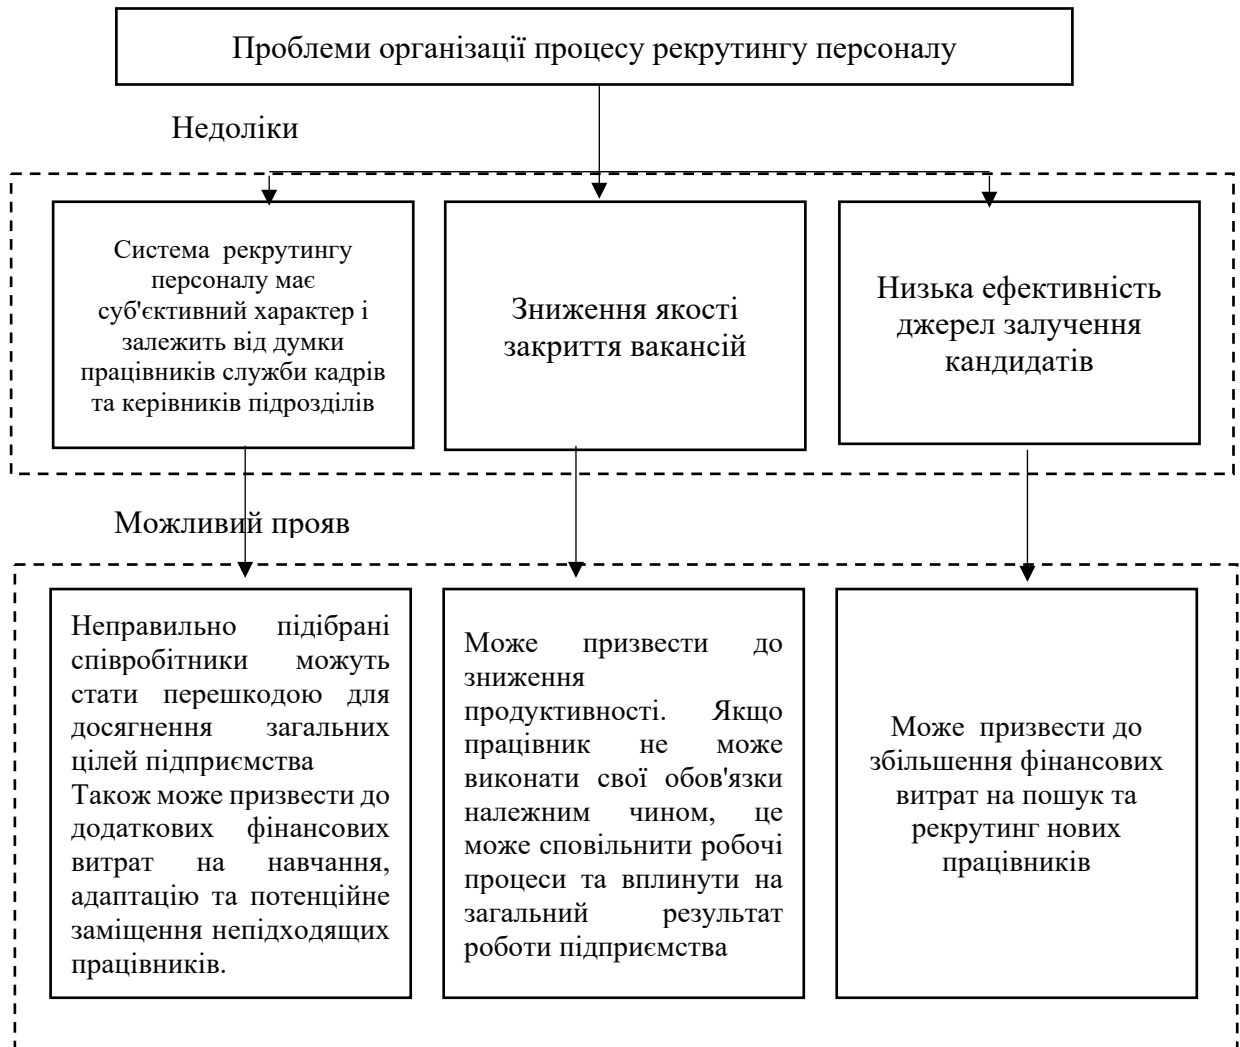 Проблеми організації процесу рекрутингу персоналу
Недоліки
Система рекрутингу
персоналу має
суб'єктивний характер і
залежить від думки
працівників служби кадрів
та керівників підрозділів
Зниження якості
закриття вакансій
Низька ефективність
джерел залучення
кандидатів
Можливий прояв
Неправильно підібрані
співробітники можуть
стати перешкодою для
досягнення загальних
цілей підприємства
Також може призвести до
додаткових фінансових
витрат на навчання,
адаптацію та потенційне
заміщення непідходящих
працівників.
Може призвести до
зниження
продуктивності. Якщо
працівник не може
виконати свої обов'язки
належним чином, це
може сповільнити робочі
процеси та вплинути на
загальний результат
роботи підприємства
Може призвести до
збільшення фінансових
витрат на пошук та
рекрутинг нових
працівників